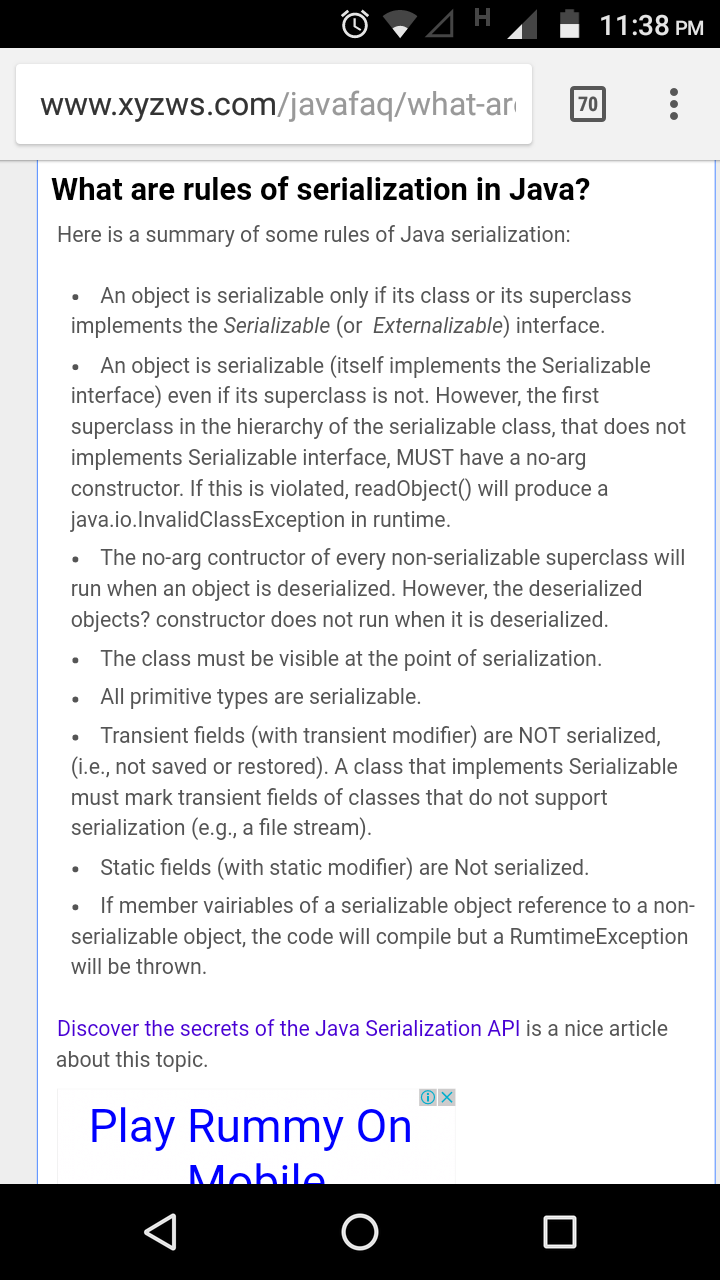 H 11:38 PM
www.xyzws.com/javafaq/what-are
70
What are rules of serialization in Java?
Here is a summary of some rules of Java serialization:
• An object is serializable only if its class or its superclass
implements the Serializable (or Externalizable) interface.
• An object is serializable (itself implements the Serializable
interface) even if its superclass is not. However, the first
superclass in the hierarchy of the serializable class, that does not
implements Serializable interface, MUST have a no-arg
constructor. If this is violated, readObject() will produce a
java.io.InvalidClassException in runtime.
• The no-arg contructor of every non-serializable superclass will
run when an object is deserialized. However, the deserialized
objects? constructor does not run when it is deserialized.
• The class must be visible at the point of serialization.
• All primitive types are serializable.
• Transient fields (with transient modifier) are NOT serialized,
(i.e., not saved or restored). A class that implements Serializable
must mark transient fields of classes that do not support
serialization (e.g., a file stream).
• Static fields (with static modifier) are Not serialized.
• If member vairiables of a serializable object reference to a non-
serializable object, the code will compile but a RumtimeException
will be thrown.
Discover the secrets of the Java Serialization API is a nice article
about this topic.
Play Rummy On
Mobile